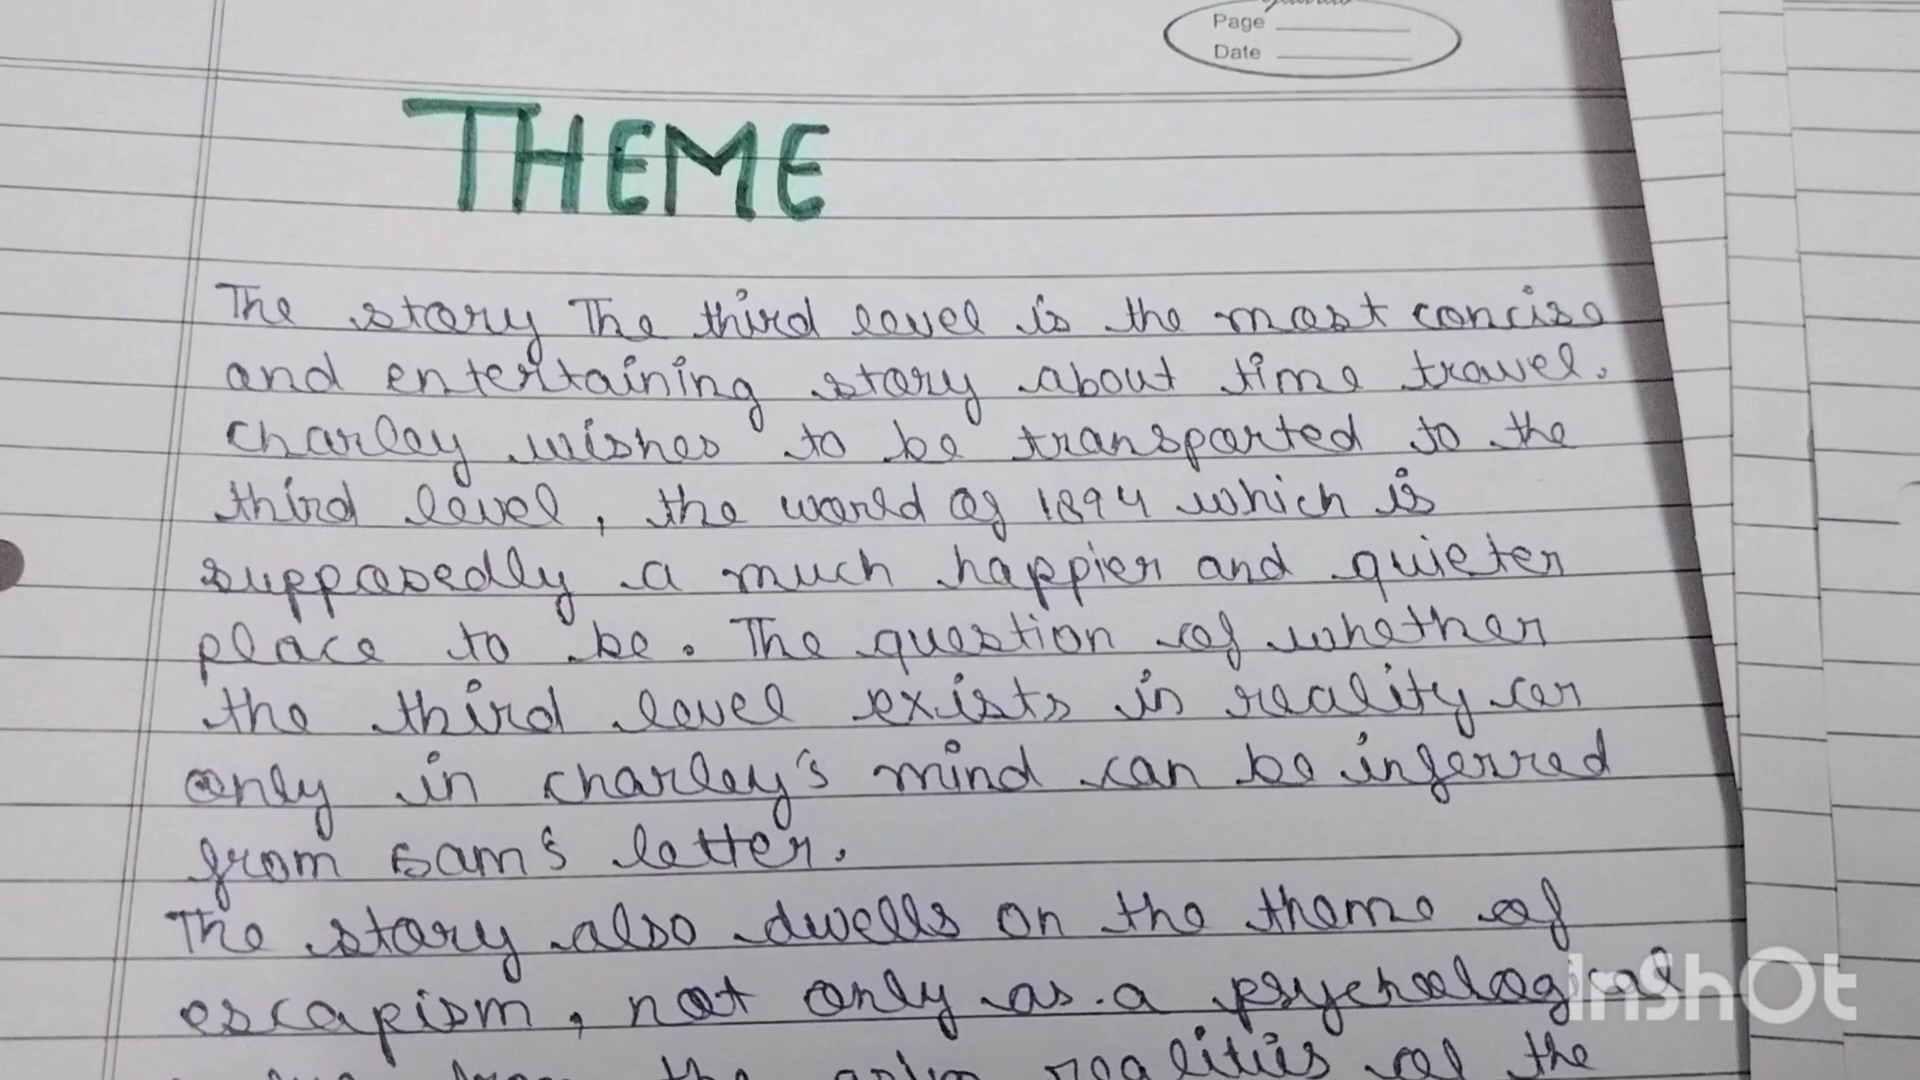 Page
Date
THEME
The story The third level is the most concise
and entertaining story about time travel.
Charley wishes to be transported to the
third level, the world of 1894 which is
supposedly a much happier and quieter
place to be. The question of whether
the third level exists in reality or
only in charley's mind can be inferred
from Sam's letter.
The story also dwells on the theme of
escapism, not only as a psychological
realities of the
InShOt